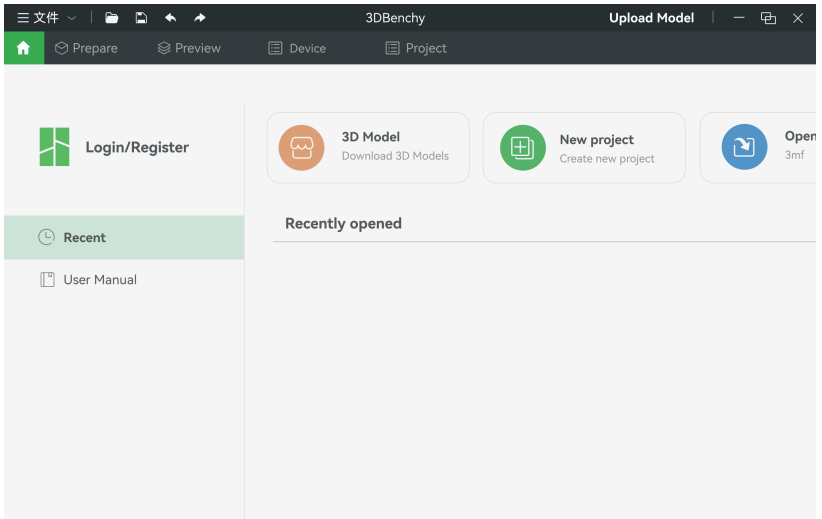 文件
3DBenchy
Upload Model
Prepare
Preview
Device
Project
Login/Register
3D Model
Download 3D Models
New project
Create new project
Open
3mf
Recent
User Manual
Recently opened